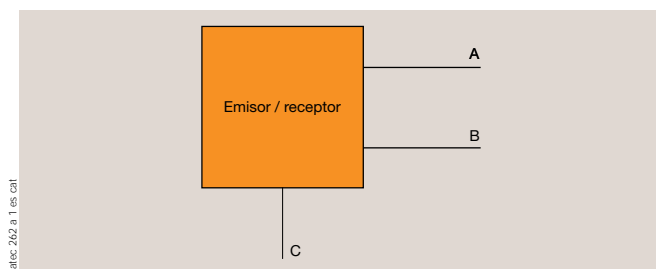 A
Emisor / receptor
B
C
atec 262 a 1 es cat